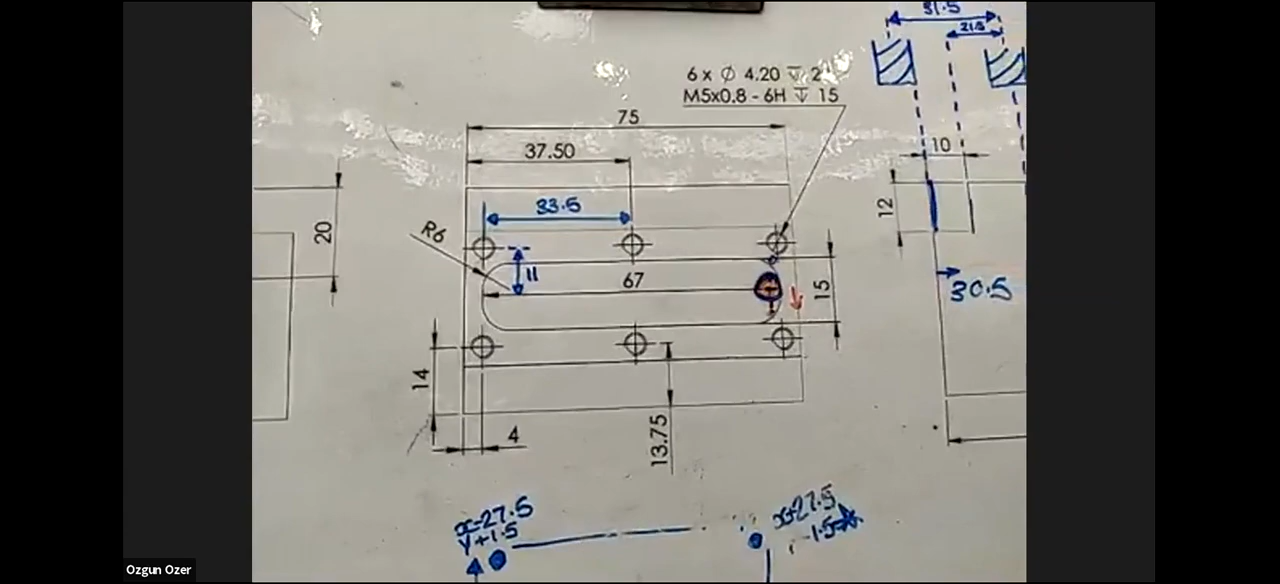 31.5
21.5
6 x Ø 4.20 ↧
M5x0.8 - 6H ↧ 15
75
37.50
10
33.5
12
20
R6
11
67
15
30.5
14
4
13.75
x-27.5
y+1.5
x+27.5
Ozgun Ozer